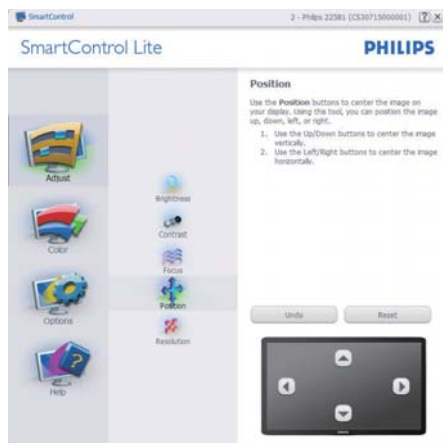 SmartControl
2 - Philips 225B1 (CS30715000001)
SmartControl Lite
PHILIPS
Adjust
Color
Options
Help
Brightness
Contrast
Focus
Position
Resolution
Position
Use the Position buttons to center the image on
your display. Using the tool, you can position the image
up, down, left, or right.
1. Use the Up/Down buttons to center the image
vertically.
2. Use the Left/Right buttons to center the image
horizontally.
Undo
Reset